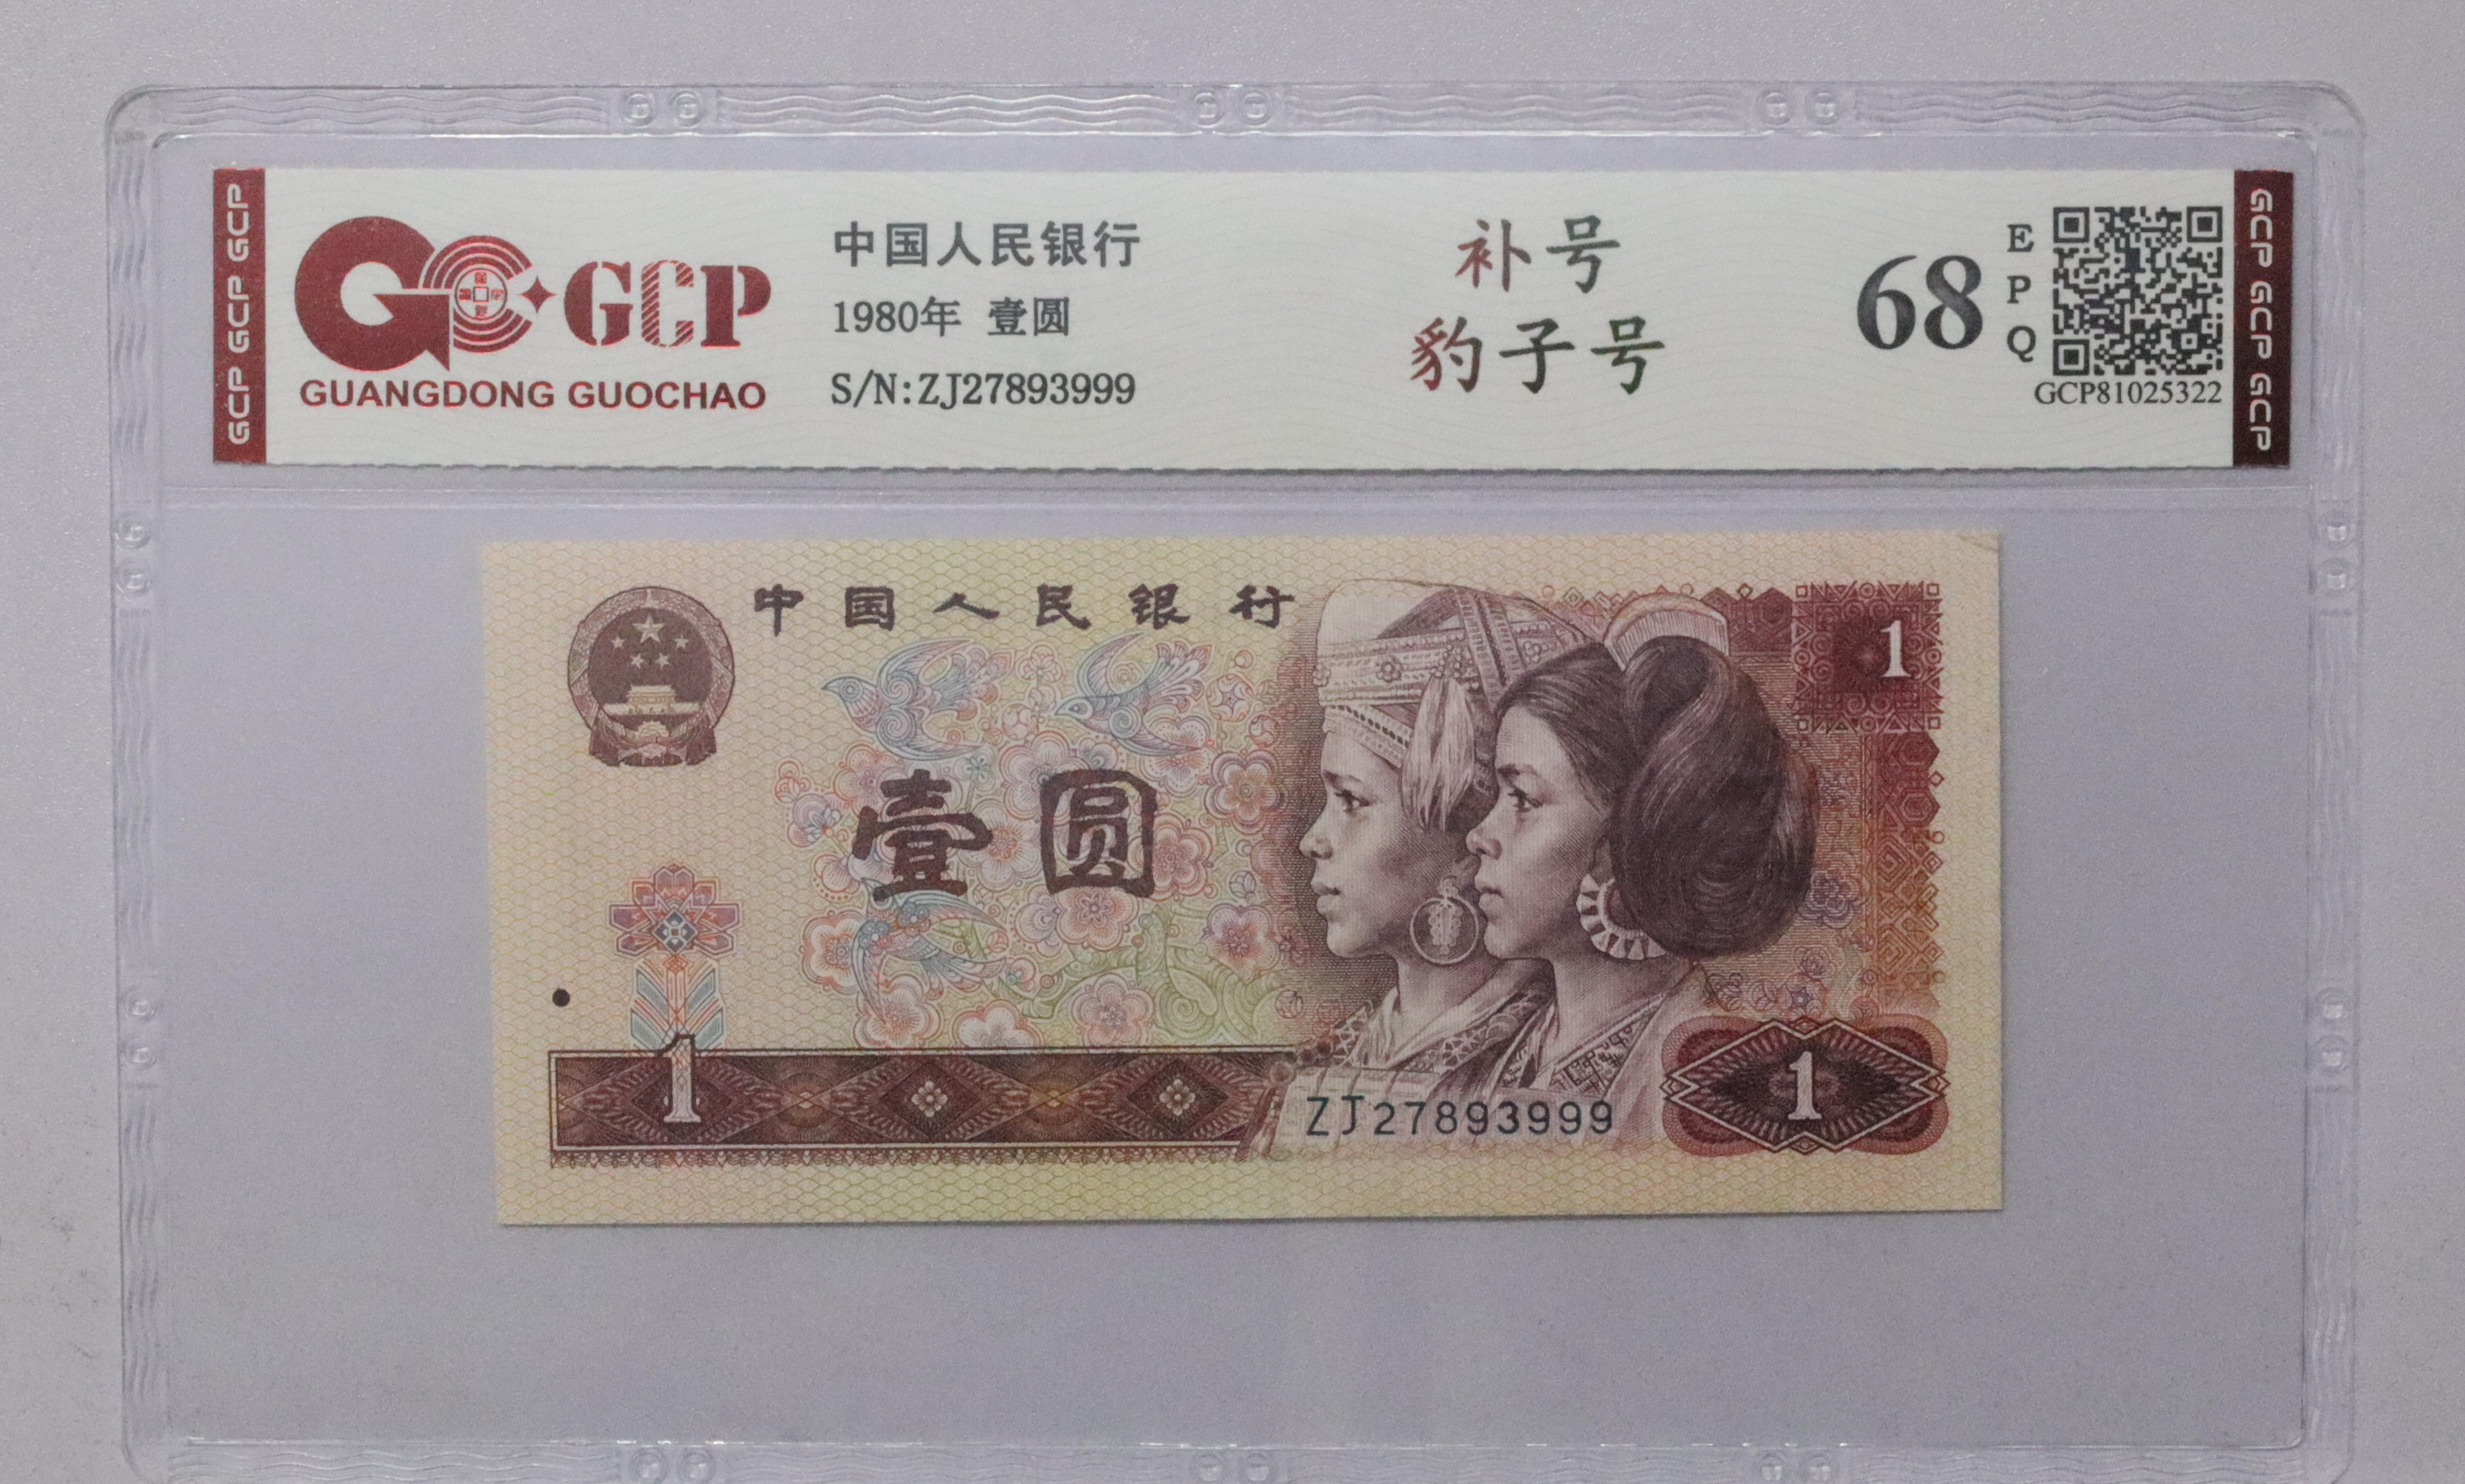 GCP GCP GCP
GCP
GUANGDONG GUOCHAO
中国人民银行
1980年 壹圆
S/N:ZJ27893999
补号
豹子号
68
E
P
Q
GCP81025322
GCP GCP GCP
中国人民银行
1
壹圆
1
ZJ27893999
1